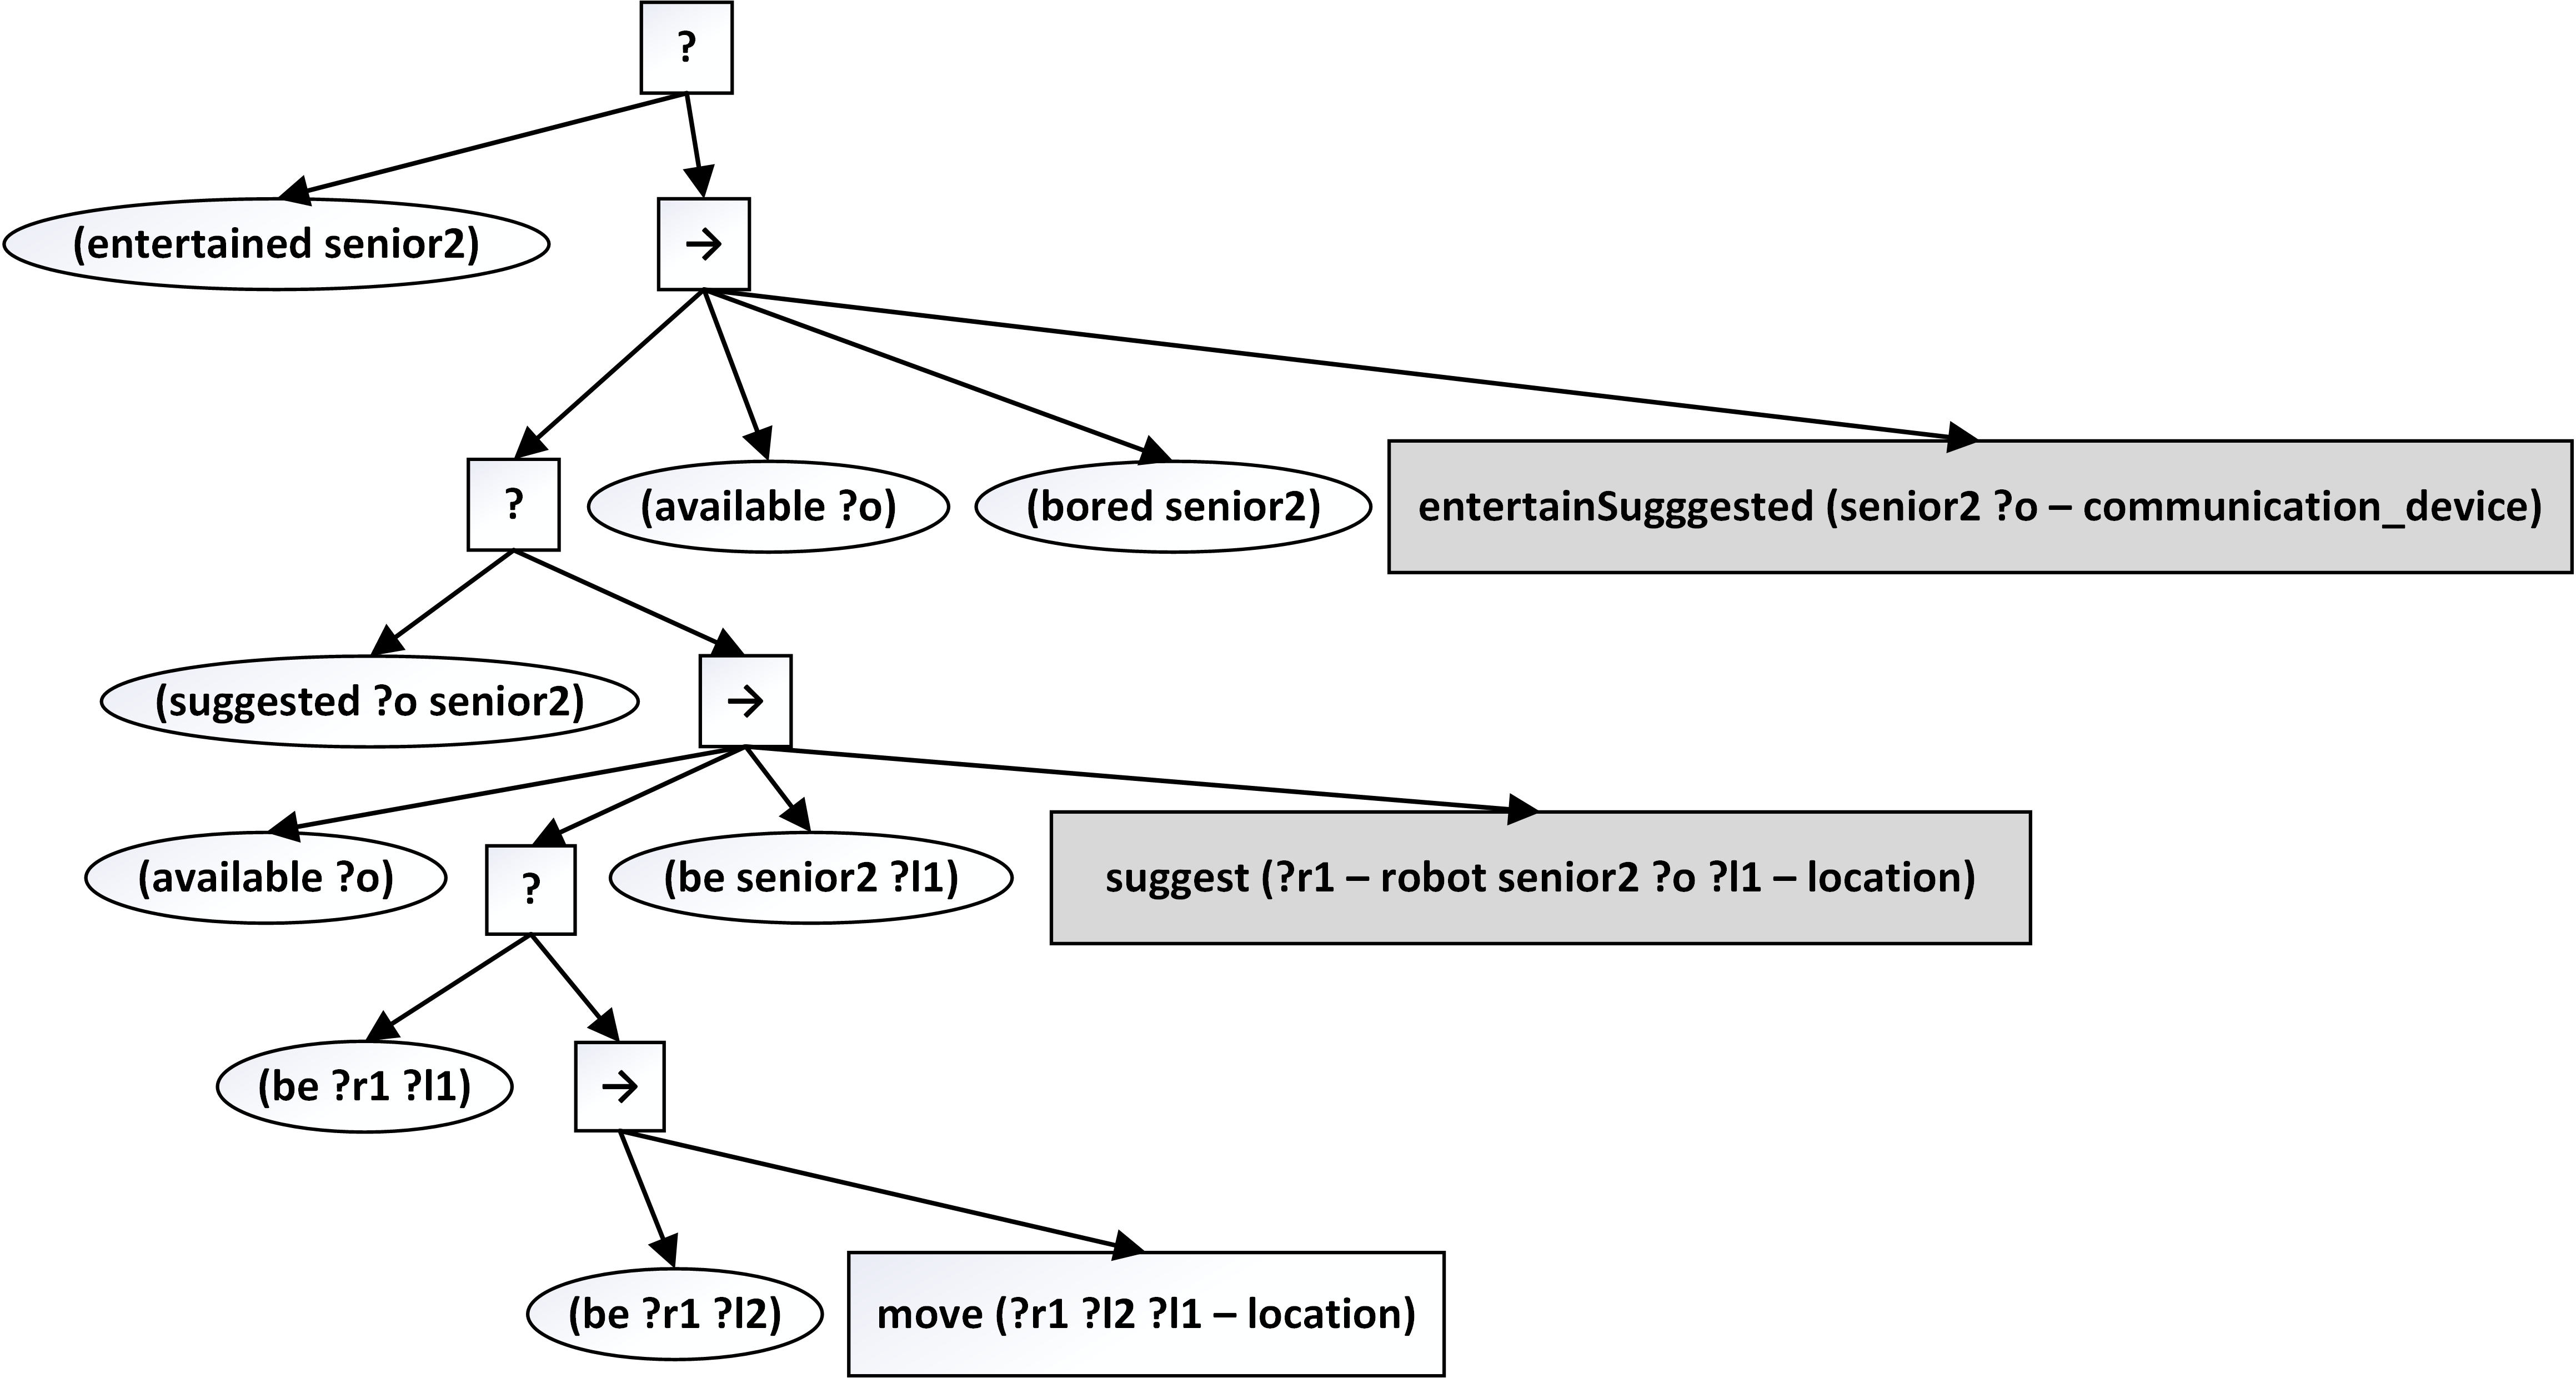 ?
(entertained senior2)
→
?
(available ?o)
(bored senior2)
entertainSugggested (senior2 ?o – communication_device)
(suggested ?o senior2)
→
(available ?o)
?
(be senior2 ?l1)
suggest (?r1 – robot senior2 ?o ?l1 – location)
(be ?r1 ?l1)
→
(be ?r1 ?l2)
move (?r1 ?l2 ?l1 – location)